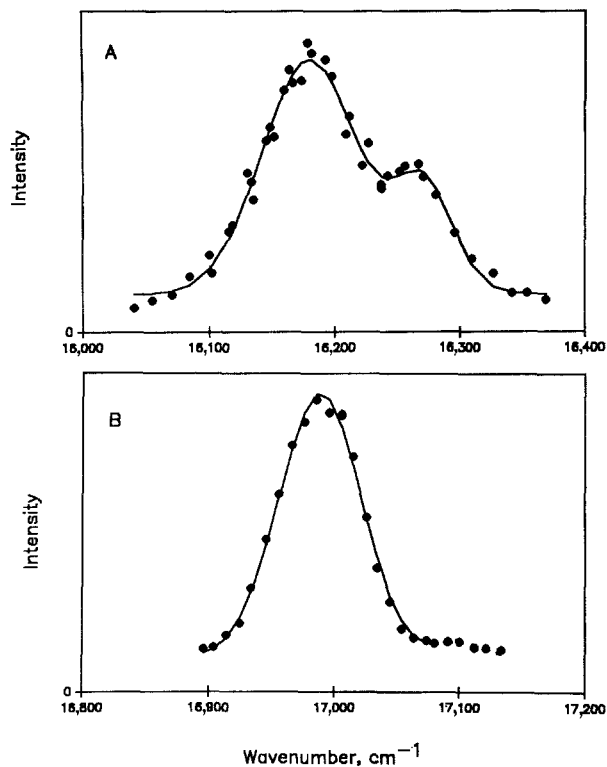 A
Intensity
0
16,000 16,100 16,200 16,300 16,400
B
Intensity
0
16,800 16,900 17,000 17,100 17,200
Wavenumber, cm⁻¹